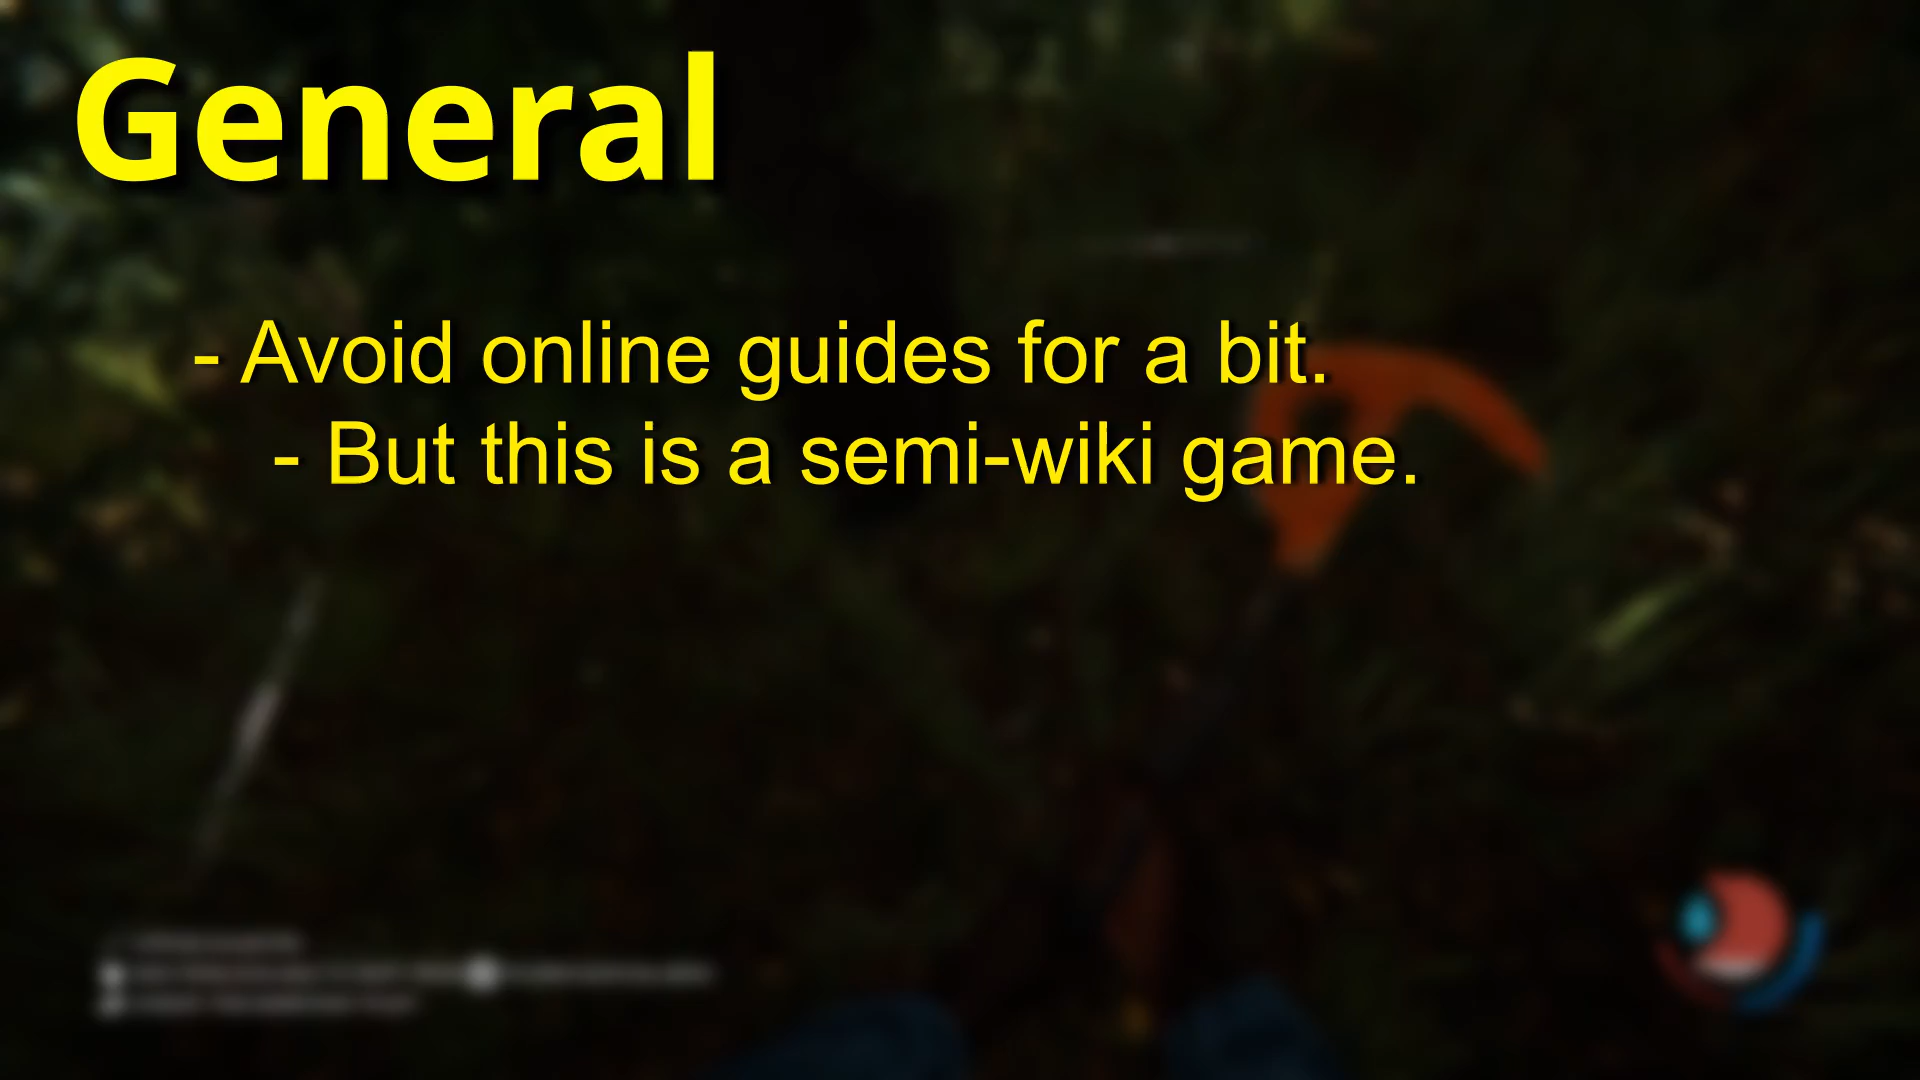 General
- Avoid online guides for a bit.
- But this is a semi-wiki game.